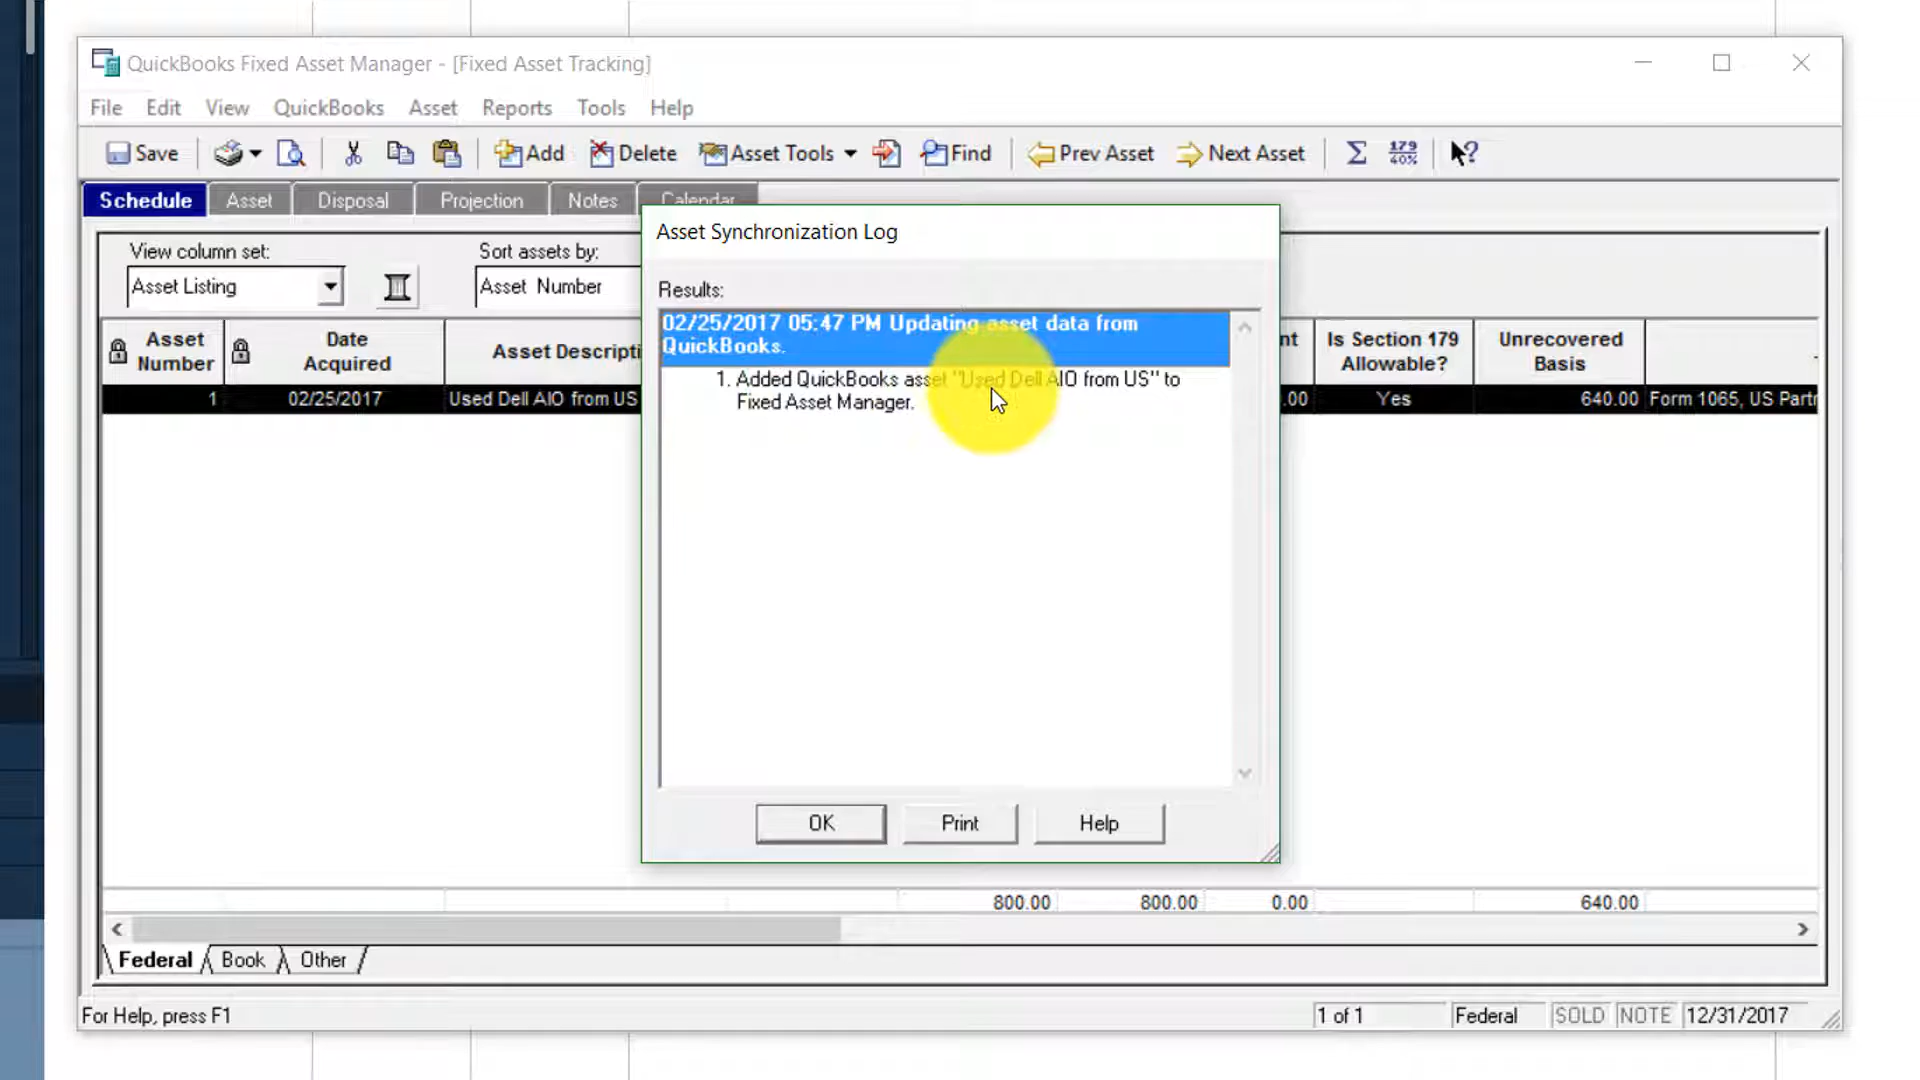 QuickBooks Fixed Asset Manager - [Fixed Asset Tracking]
File Edit View QuickBooks Asset Reports Tools Help
Save Add Delete Asset Tools Find Prev Asset Next Asset Σ 179 40%
Schedule Asset Disposal Projection Notes Calendar
View column set: Sort assets by:
Asset Listing Asset Number
Asset Number Date Acquired Asset Descripti nt Is Section 179 Allowable? Unrecovered Basis
1 02/25/2017 Used Dell AIO from US .00 Yes 640.00 Form 1065, US Partr
Asset Synchronization Log
Results:
02/25/2017 05:47 PM Updating asset data from
QuickBooks.
1. Added QuickBooks asset "Used Dell AIO from US" to
Fixed Asset Manager.
OK Print Help
800.00 800.00 0.00 640.00
Federal Book Other
For Help, press F1 1 of 1 Federal SOLD NOTE 12/31/2017